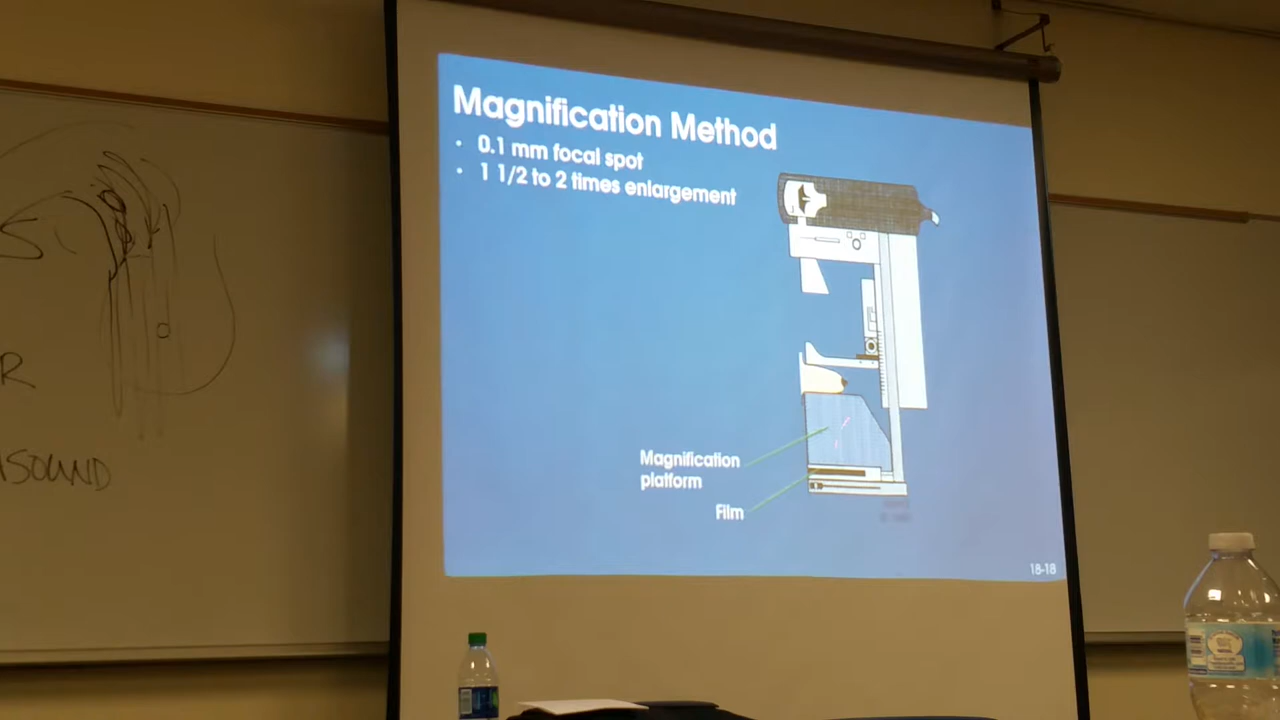 Magnification Method
• 0.1 mm focal spot
• 1 1/2 to 2 times enlargement
Magnification
platform
Film
18-18
R
SOUND